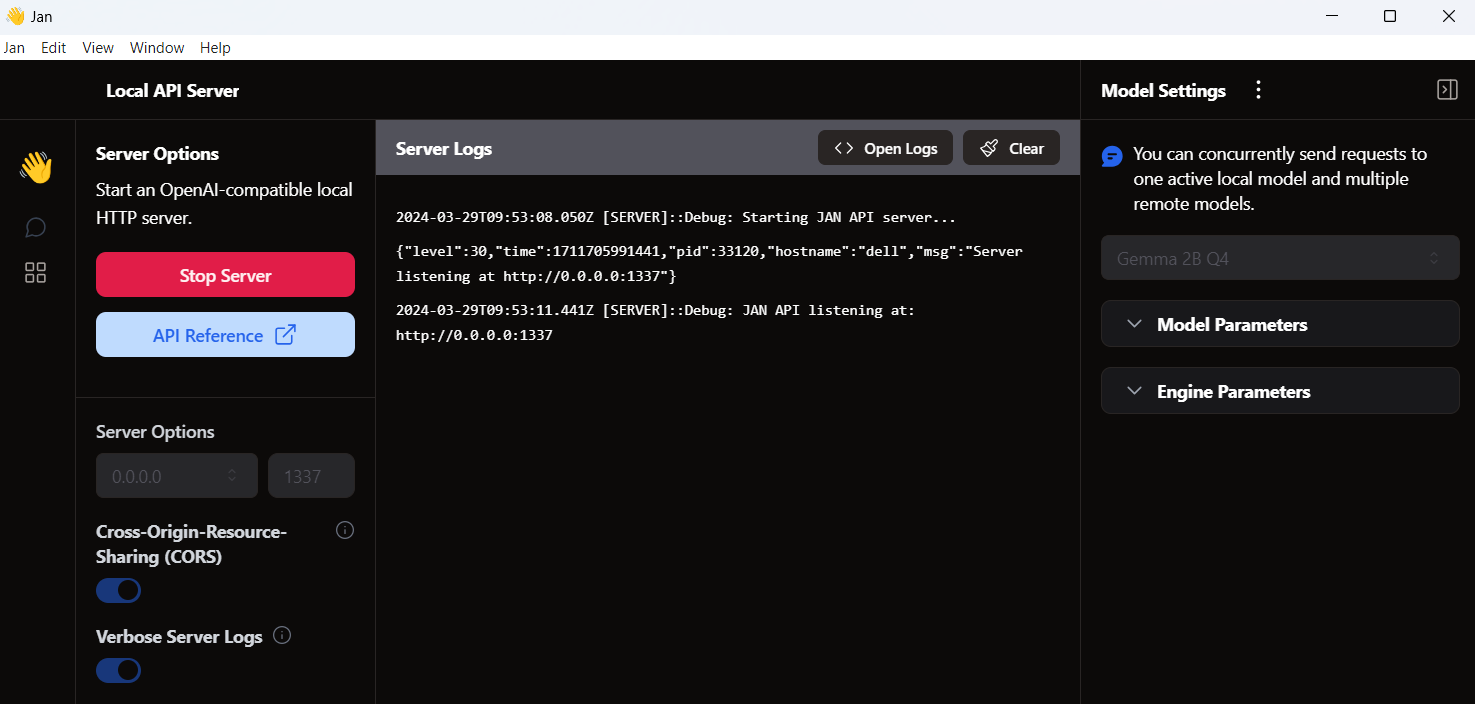 Jan
Jan Edit View Window Help
Local API Server
Model Settings
Server Options
Start an OpenAI-compatible local
HTTP server.
Stop Server
API Reference
Server Options
0.0.0.0 1337
Cross-Origin-Resource-
Sharing (CORS)
Verbose Server Logs
Server Logs
Open Logs Clear
2024-03-29T09:53:08.050Z [SERVER]::Debug: Starting JAN API server...
{"level":30,"time":1711705991441,"pid":33120,"hostname":"dell","msg":"Server
listening at http://0.0.0.0:1337"}
2024-03-29T09:53:11.441Z [SERVER]::Debug: JAN API listening at:
http://0.0.0.0:1337
You can concurrently send requests to
one active local model and multiple
remote models.
Gemma 2B Q4
Model Parameters
Engine Parameters